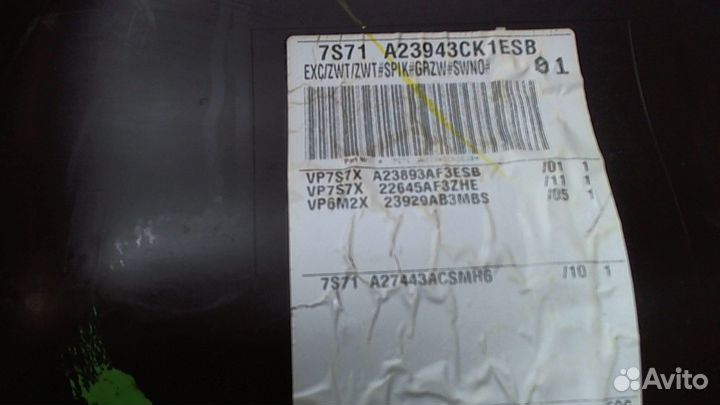 7S71 A23943CK1ESB
EXC/ZWT/ZWT#SPIK#GRZW#SWNO# 01
VP7S7X A23893AF3ESB /01 1
VP7S7X 22645AF3ZHE /11 1
VP6M2X 23929AB3MBS /05 1
7S71 A27443ACSMH6 /10 1
Avito